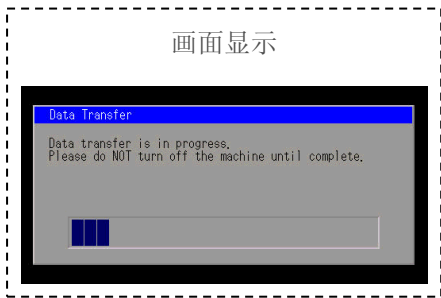 画面显示
Data Transfer
Data transfer is in progress.
Please do NOT turn off the machine until complete.